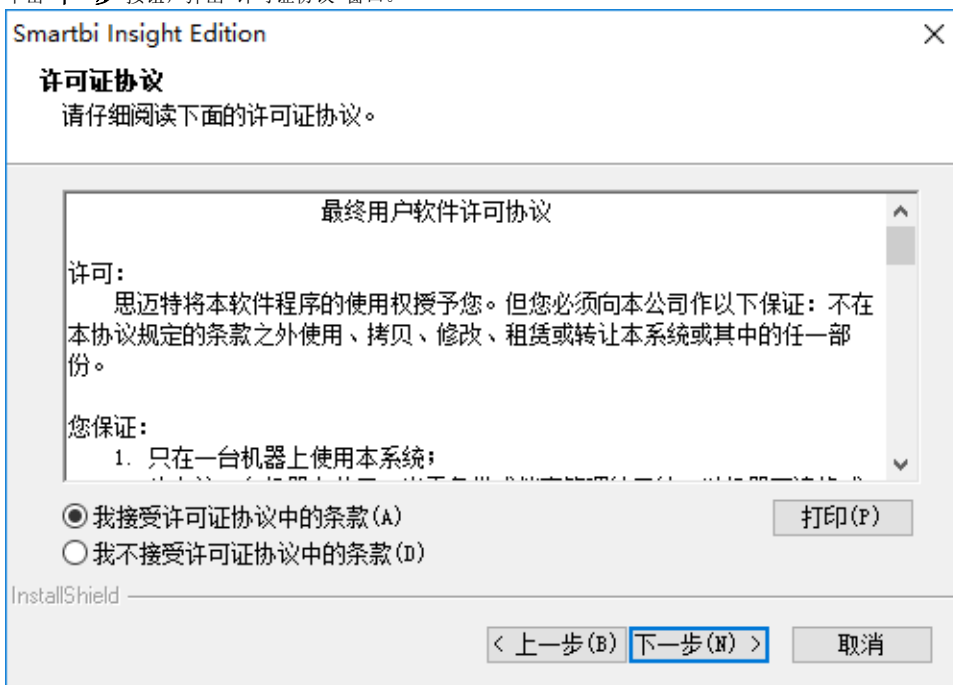 Smartbi Insight Edition
许可证协议
请仔细阅读下面的许可证协议。
最终用户软件许可协议
许可：
思迈特将本软件程序的使用权授予您。但您必须向本公司作以下保证：不在
本协议规定的条款之外使用、拷贝、修改、租赁或转让本系统或其中的任一部
份。
您保证：
1. 只在一台机器上使用本系统；
我接受许可证协议中的条款(A)
打印(P)
我不接受许可证协议中的条款(D)
InstallShield
< 上一步(B)
下一步(N) >
取消